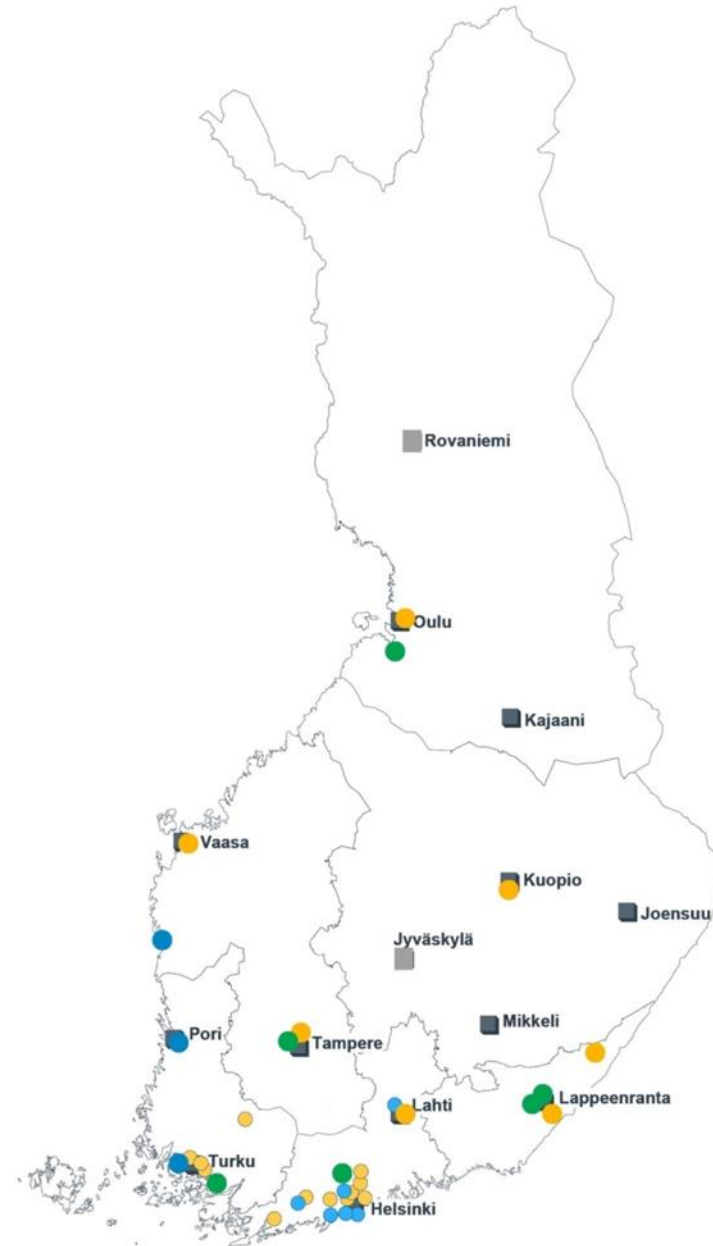 Rovaniemi
Oulu
Kajaani
Vaasa
Kuopio
Joensuu
Jyväskylä
Mikkeli
Pori
Tampere
Lappeenranta
Lahti
Turku
Helsinki